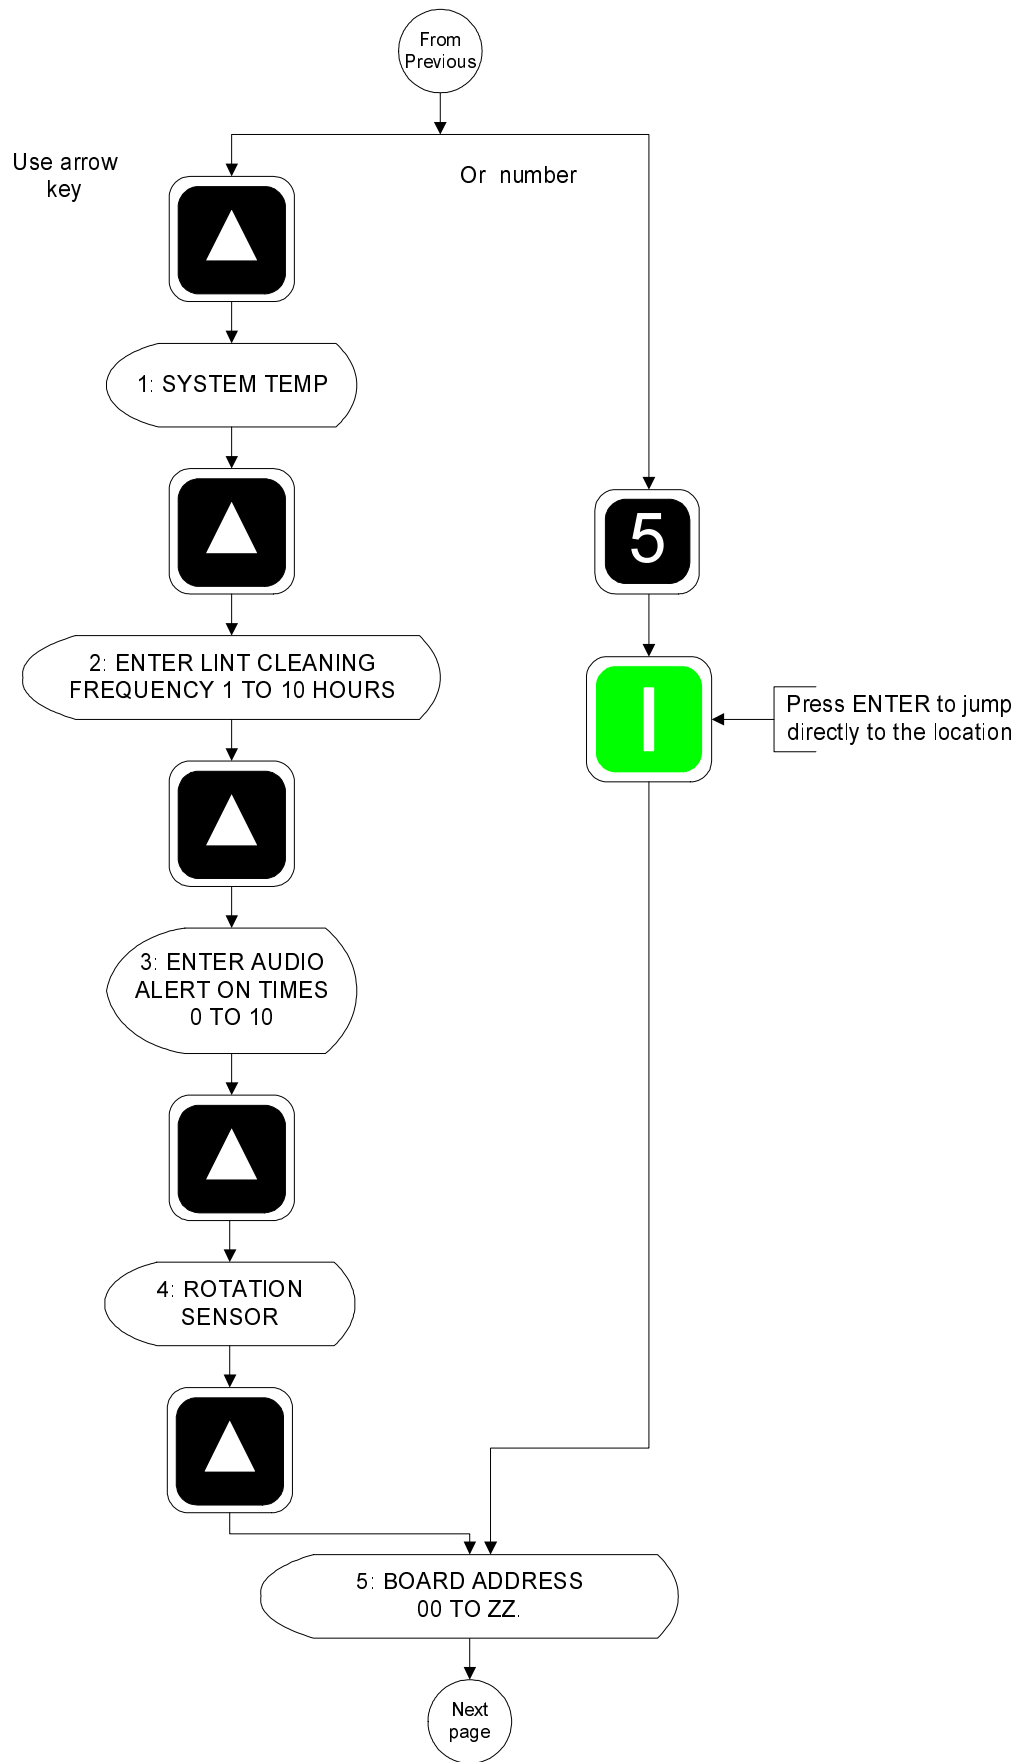 From
Previous
Use arrow
key
Or number
1: SYSTEM TEMP
5
2: ENTER LINT CLEANING
FREQUENCY 1 TO 10 HOURS
I
Press ENTER to jump
directly to the location
3: ENTER AUDIO
ALERT ON TIMES
0 TO 10
4: ROTATION
SENSOR
5: BOARD ADDRESS
00 TO ZZ.
Next
page